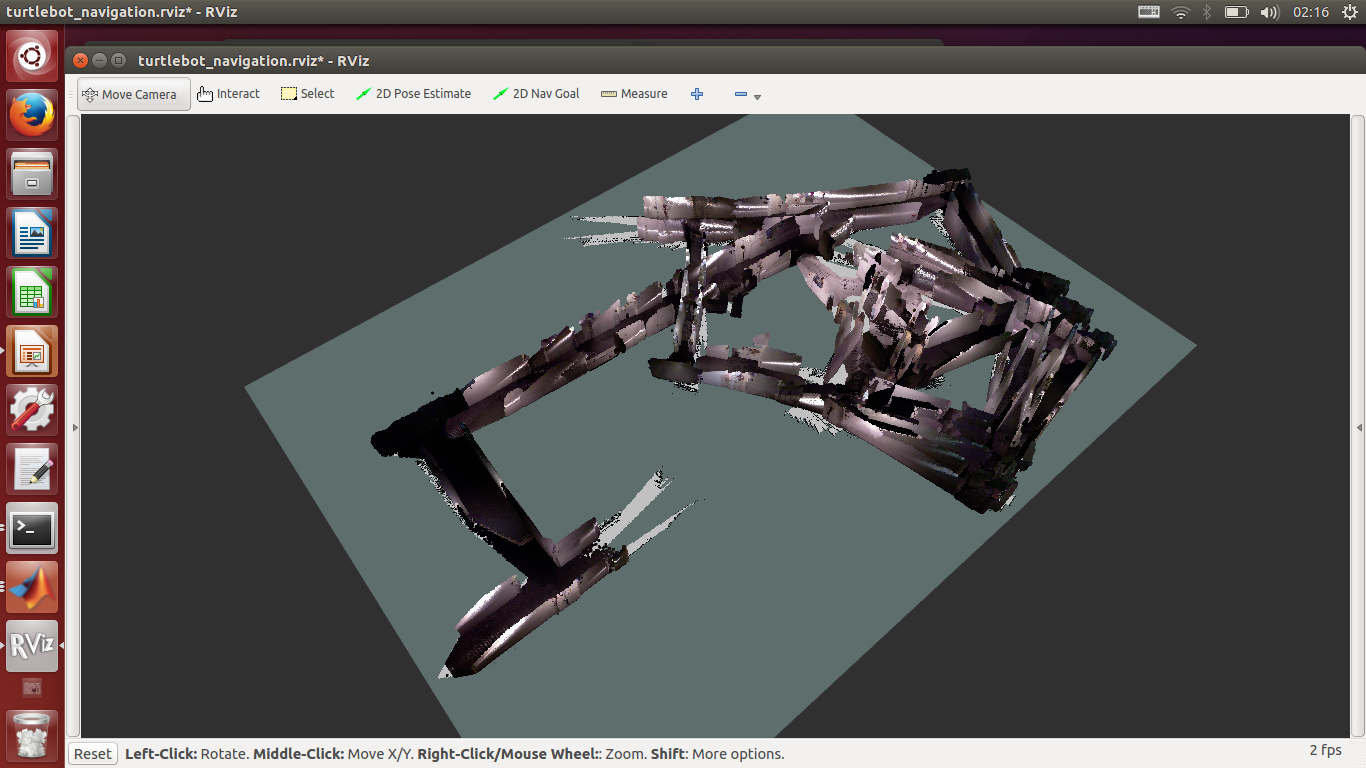 turtlebot_navigation.rviz* - RViz
02:16
turtlebot_navigation.rviz* - RViz
Move Camera Interact Select 2D Pose Estimate 2D Nav Goal Measure
>_
RViz
Reset Left-Click: Rotate. Middle-Click: Move X/Y. Right-Click/Mouse Wheel:: Zoom. Shift: More options. 2 fps